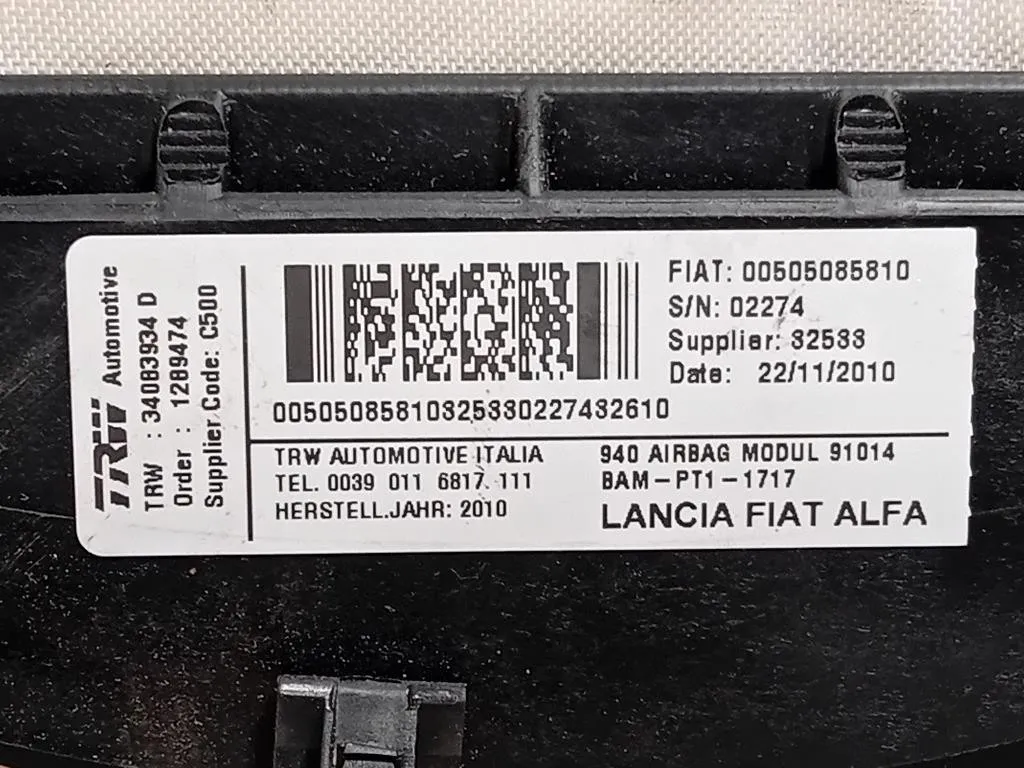 TRW Automotive
TRW : 34083934 D
Order : 1289474
Supplier Code: C500
FIAT: 00505085810
S/N: 02274
Supplier: 32533
Date: 22/11/2010
00505085810325330227432610
TRW AUTOMOTIVE ITALIA
TEL. 0039 011 6817. 111
HERSTELL.JAHR: 2010
940 AIRBAG MODUL 91014
BAM-PT1-1717
LANCIA FIAT ALFA